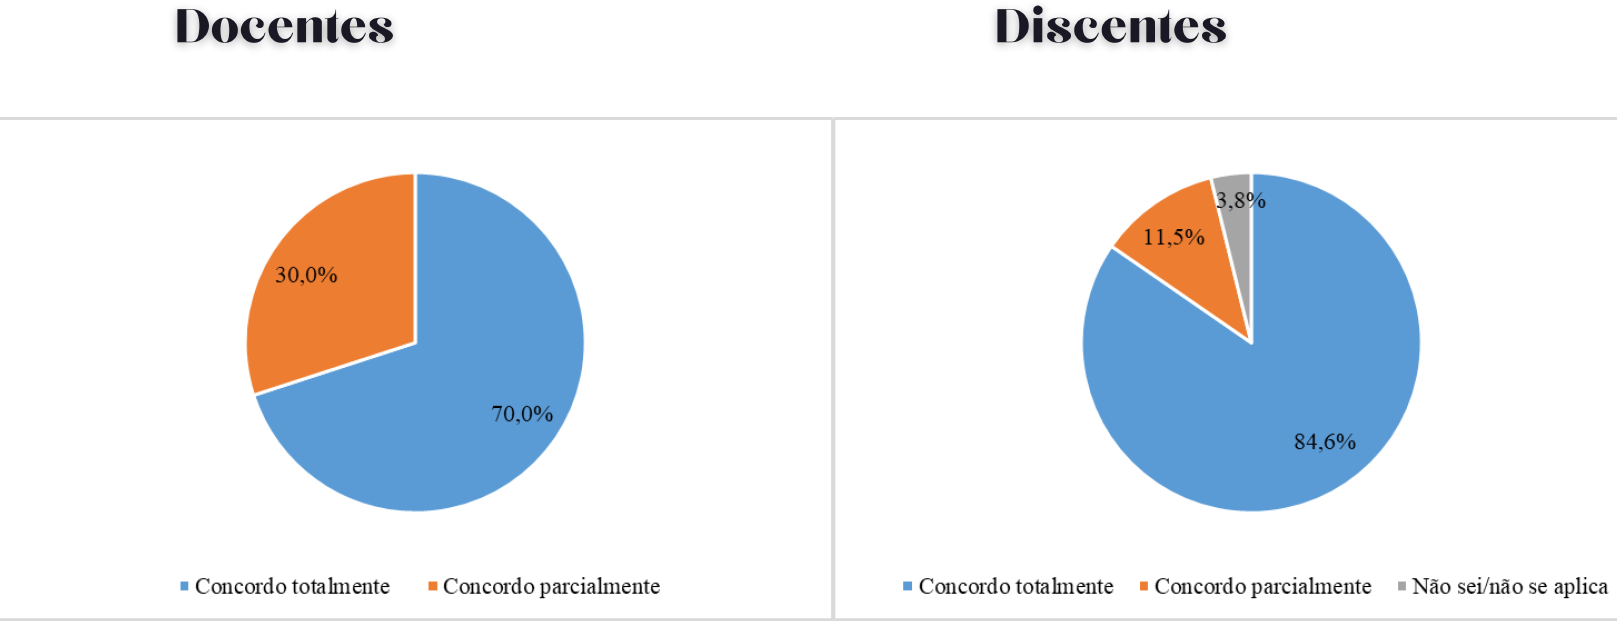 Docentes
Discentes
30,0%
70,0%
Concordo totalmente
Concordo parcialmente
3,8%
11,5%
84,6%
Concordo totalmente
Concordo parcialmente
Não sei/não se aplica